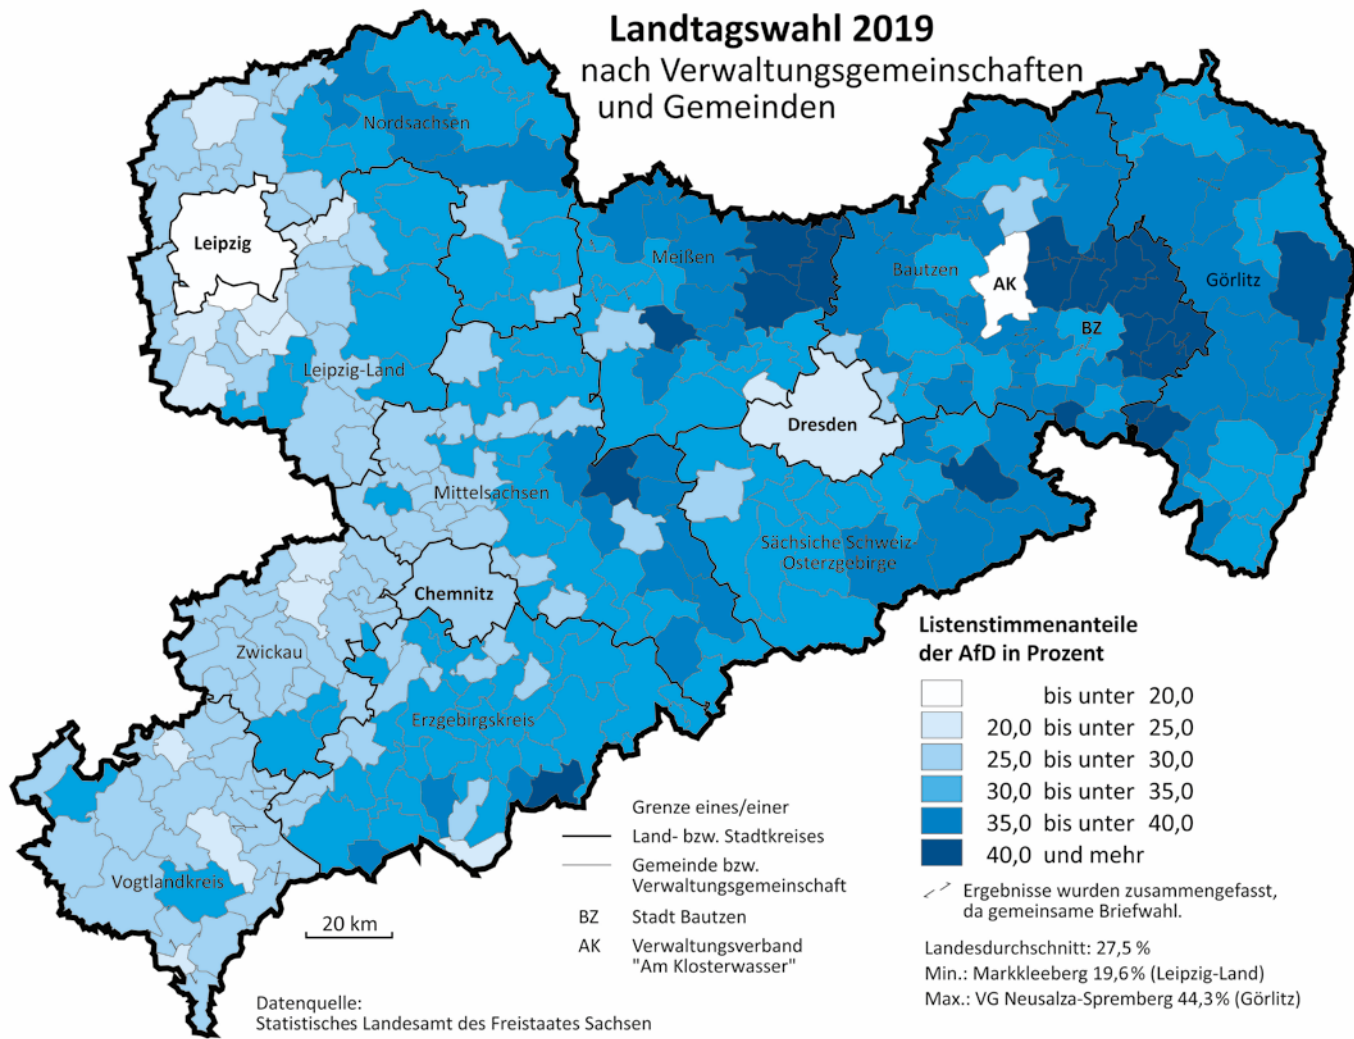 Landtagswahl 2019
nach Verwaltungsgemeinschaften
und Gemeinden
Nordsachsen
Leipzig
Meißen
Bautzen
AK
Görlitz
BZ
Leipzig-Land
Dresden
Mittelsachsen
Sächsiche Schweiz-
Osterzgebirge
Chemnitz
Zwickau
Erzgebirgskreis
Vogtlandkreis
Listenstimmenanteile
der AfD in Prozent
bis unter 20,0
20,0 bis unter 25,0
25,0 bis unter 30,0
30,0 bis unter 35,0
35,0 bis unter 40,0
40,0 und mehr
Ergebnisse wurden zusammengefasst,
da gemeinsame Briefwahl.
Landesdurchschnitt: 27,5 %
Min.: Markkleeberg 19,6 % (Leipzig-Land)
Max.: VG Neusalza-Spremberg 44,3% (Görlitz)
Grenze eines/einer
Land- bzw. Stadtkreises
Gemeinde bzw.
Verwaltungsgemeinschaft
BZ Stadt Bautzen
AK Verwaltungsverband
"Am Klosterwasser"
20 km
Datenquelle:
Statistisches Landesamt des Freistaates Sachsen